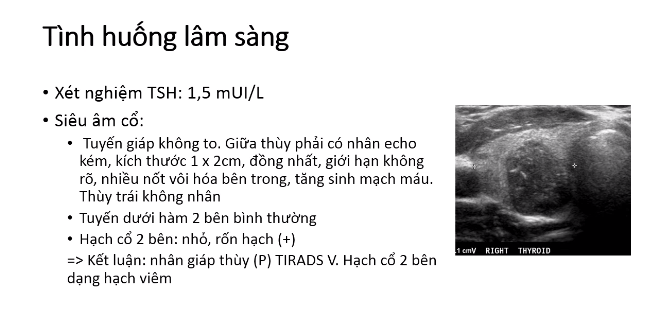 Tình huống lâm sàng
• Xét nghiệm TSH: 1,5 mUI/L
• Siêu âm cổ:
• Tuyến giáp không to. Giữa thùy phải có nhân echo
kém, kích thước 1 x 2cm, đồng nhất, giới hạn không
rõ, nhiều nốt vôi hóa bên trong, tăng sinh mạch máu.
Thùy trái không nhân
• Tuyến dưới hàm 2 bên bình thường
• Hạch cổ 2 bên: nhỏ, rốn hạch (+)
=> Kết luận: nhân giáp thùy (P) TIRADS V. Hạch cổ 2 bên
dạng hạch viêm
.1 cmV RIGHT THYROID